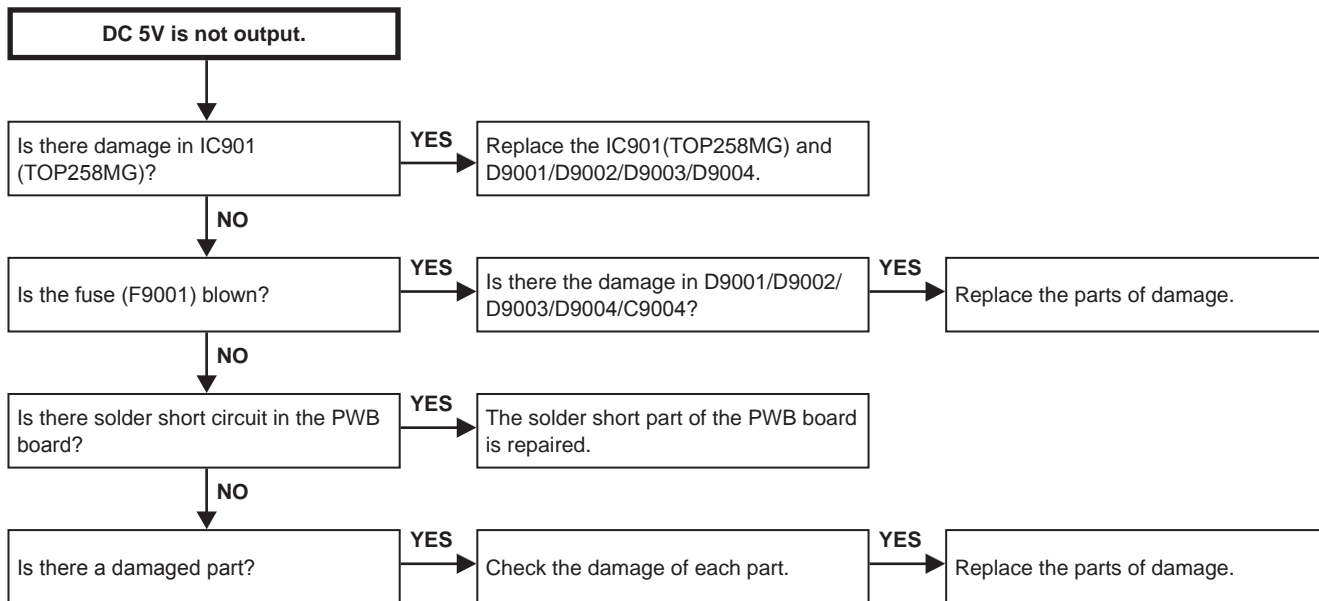 DC 5V is not output.
Is there damage in IC901
(TOP258MG)?
YES
Replace the IC901(TOP258MG) and
D9001/D9002/D9003/D9004.
NO
Is the fuse (F9001) blown?
YES
Is there the damage in D9001/D9002/
D9003/D9004/C9004?
YES
Replace the parts of damage.
NO
Is there solder short circuit in the PWB
board?
YES
The solder short part of the PWB board
is repaired.
NO
Is there a damaged part?
YES
Check the damage of each part.
YES
Replace the parts of damage.